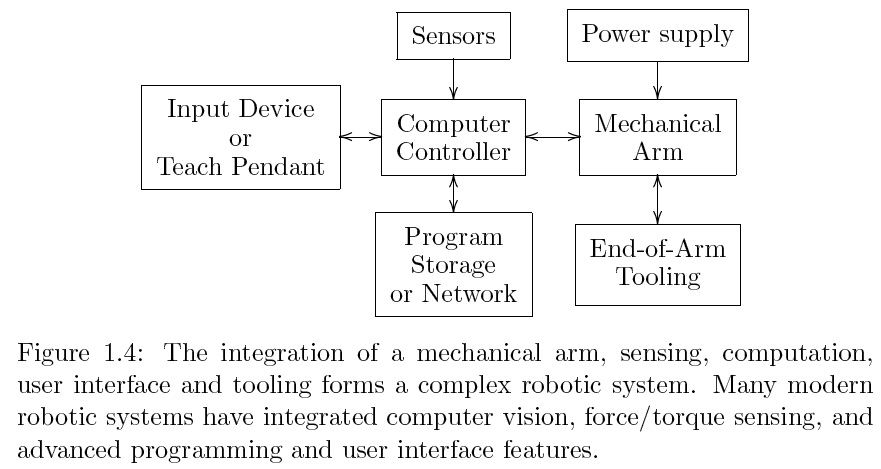 Sensors
Power supply
Input Device
or
Teach Pendant
Computer
Controller
Mechanical
Arm
Program
Storage
or Network
End-of-Arm
Tooling
Figure 1.4: The integration of a mechanical arm, sensing, computation,
user interface and tooling forms a complex robotic system. Many modern
robotic systems have integrated computer vision, force/torque sensing, and
advanced programming and user interface features.